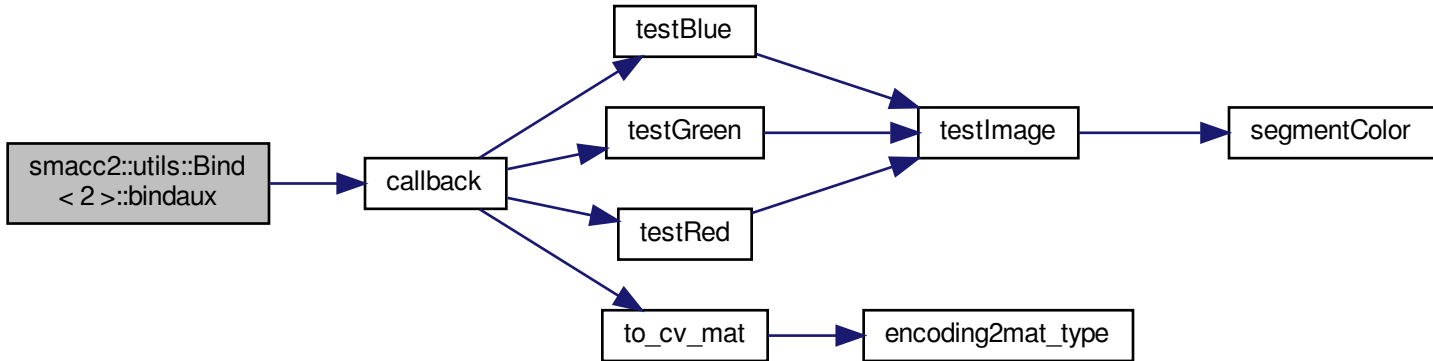 smacc2::utils::Bind
< 2 >::bindaux
callback
testBlue
testGreen
testRed
to_cv_mat
testImage
encoding2mat_type
segmentColor